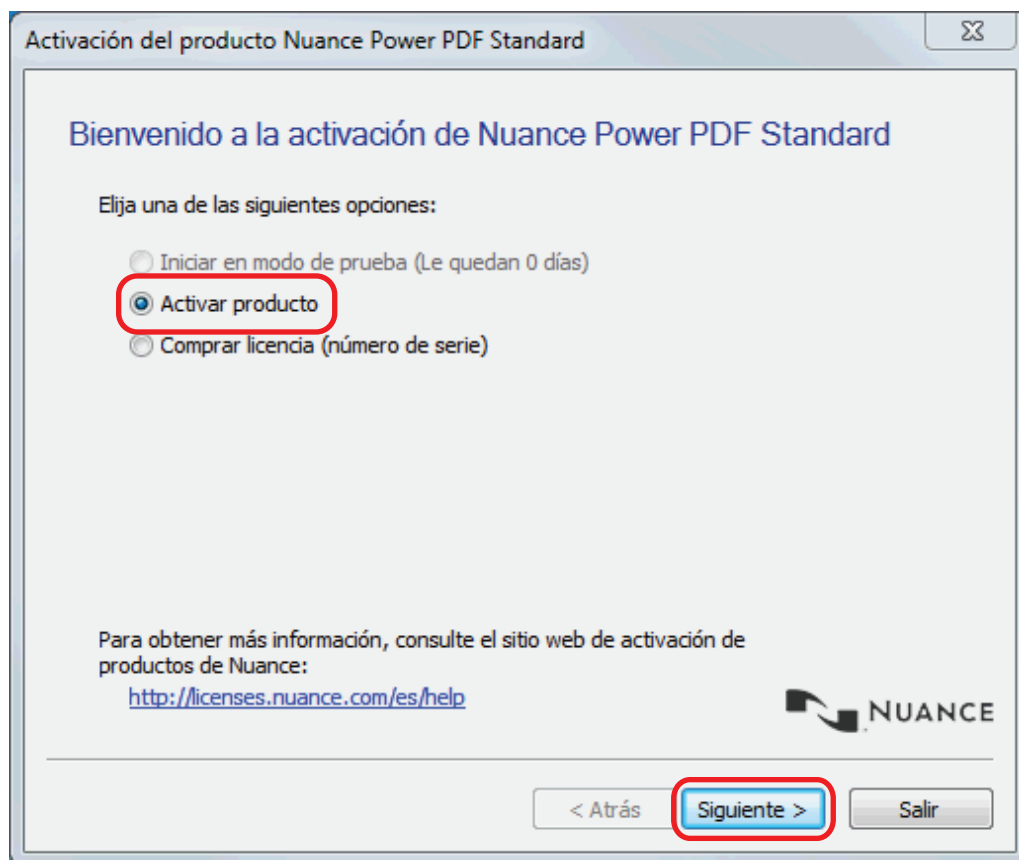 Activación del producto Nuance Power PDF Standard
Bienvenido a la activación de Nuance Power PDF Standard
Elija una de las siguientes opciones:
Iniciar en modo de prueba (Le quedan 0 días)
Activar producto
Comprar licencia (número de serie)
Para obtener más información, consulte el sitio web de activación de
productos de Nuance:
http://licenses.nuance.com/es/help
NUANCE
< Atrás Siguiente > Salir